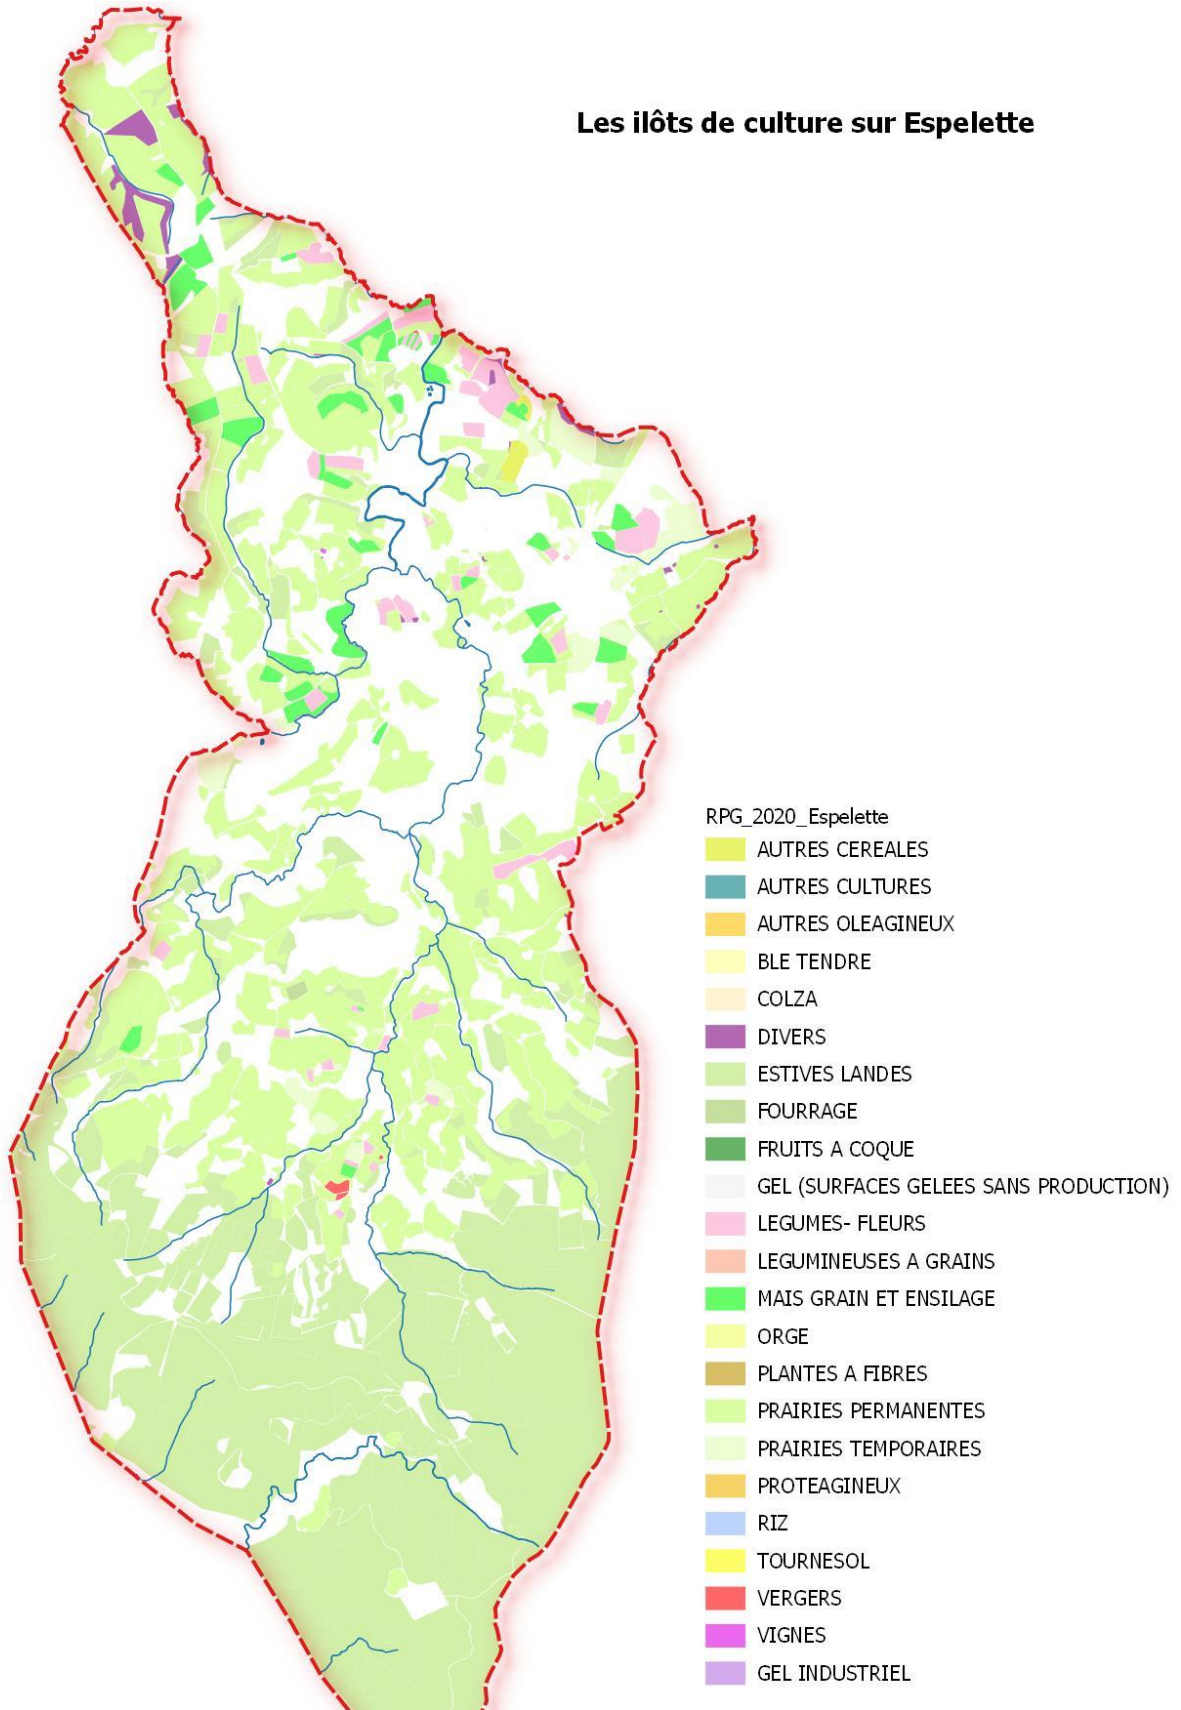 Les ilôts de culture sur Espelette
RPG_2020_Espelette
AUTRES CEREALES
AUTRES CULTURES
AUTRES OLEAGINEUX
BLE TENDRE
COLZA
DIVERS
ESTIVES LANDES
FOURRAGE
FRUITS A COQUE
GEL (SURFACES GELEES SANS PRODUCTION)
LEGUMES- FLEURS
LEGUMINEUSES A GRAINS
MAIS GRAIN ET ENSILAGE
ORGE
PLANTES A FIBRES
PRAIRIES PERMANENTES
PRAIRIES TEMPORAIRES
PROTEAGINEUX
RIZ
TOURNESOL
VERGERS
VIGNES
GEL INDUSTRIEL